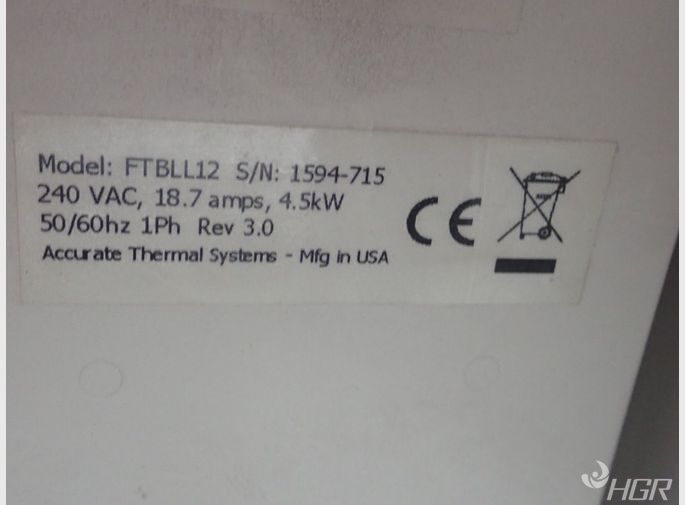 Model: FTBLL12 S/N: 1594-715
240 VAC, 18.7 amps, 4.5kW
50/60hz 1Ph Rev 3.0
Accurate Thermal Systems - Mfg in USA
CE
HGR